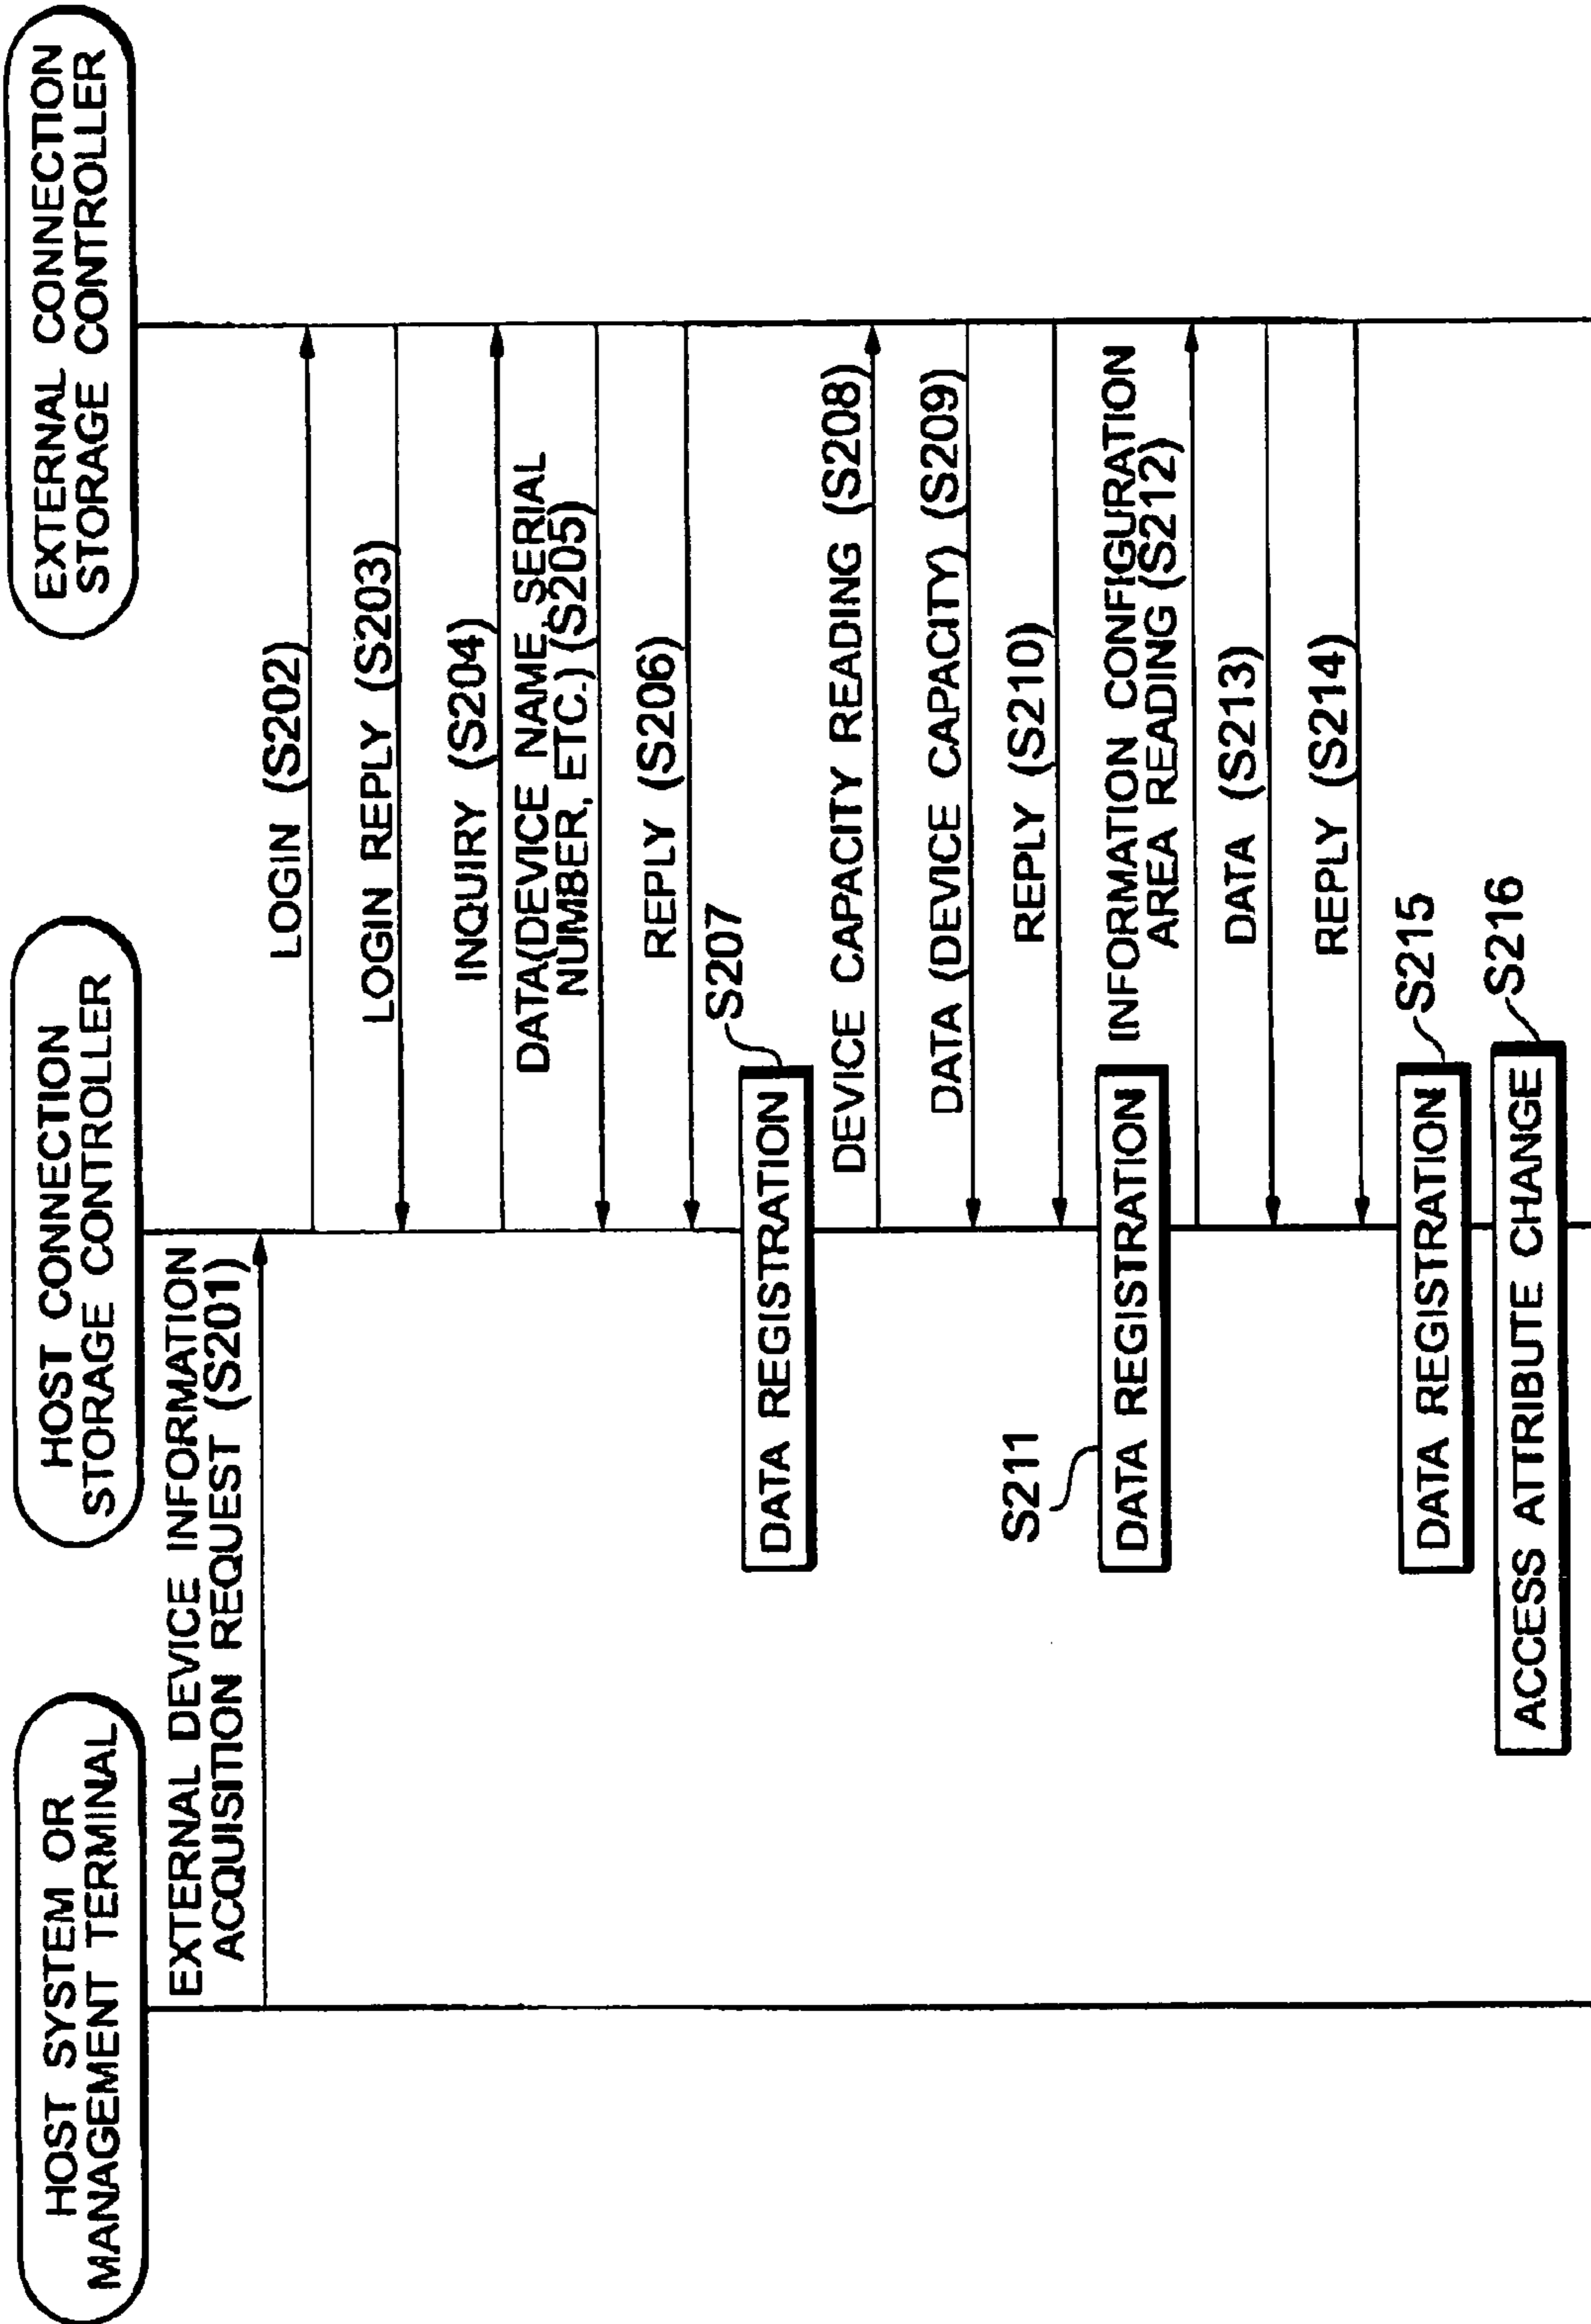 HOST SYSTEM OR
MANAGEMENT TERMINAL
HOST CONNECTION
STORAGE CONTROLLER
EXTERNAL CONNECTION
STORAGE CONTROLLER
EXTERNAL DEVICE INFORMATION
ACQUISITION REQUEST (S201)
LOGIN (S202)
LOGIN REPLY (S203)
INQUIRY (S204)
DATA(DEVICE NAME, SERIAL
NUMBER, ETC.) (S205)
REPLY (S206)
S207
DATA REGISTRATION
DEVICE CAPACITY READING (S208)
DATA (DEVICE CAPACITY) (S209)
REPLY (S210)
S211
DATA REGISTRATION
INFORMATION CONFIGURATION
AREA READING (S212)
DATA (S213)
REPLY (S214)
S215
DATA REGISTRATION
S216
ACCESS ATTRIBUTE CHANGE